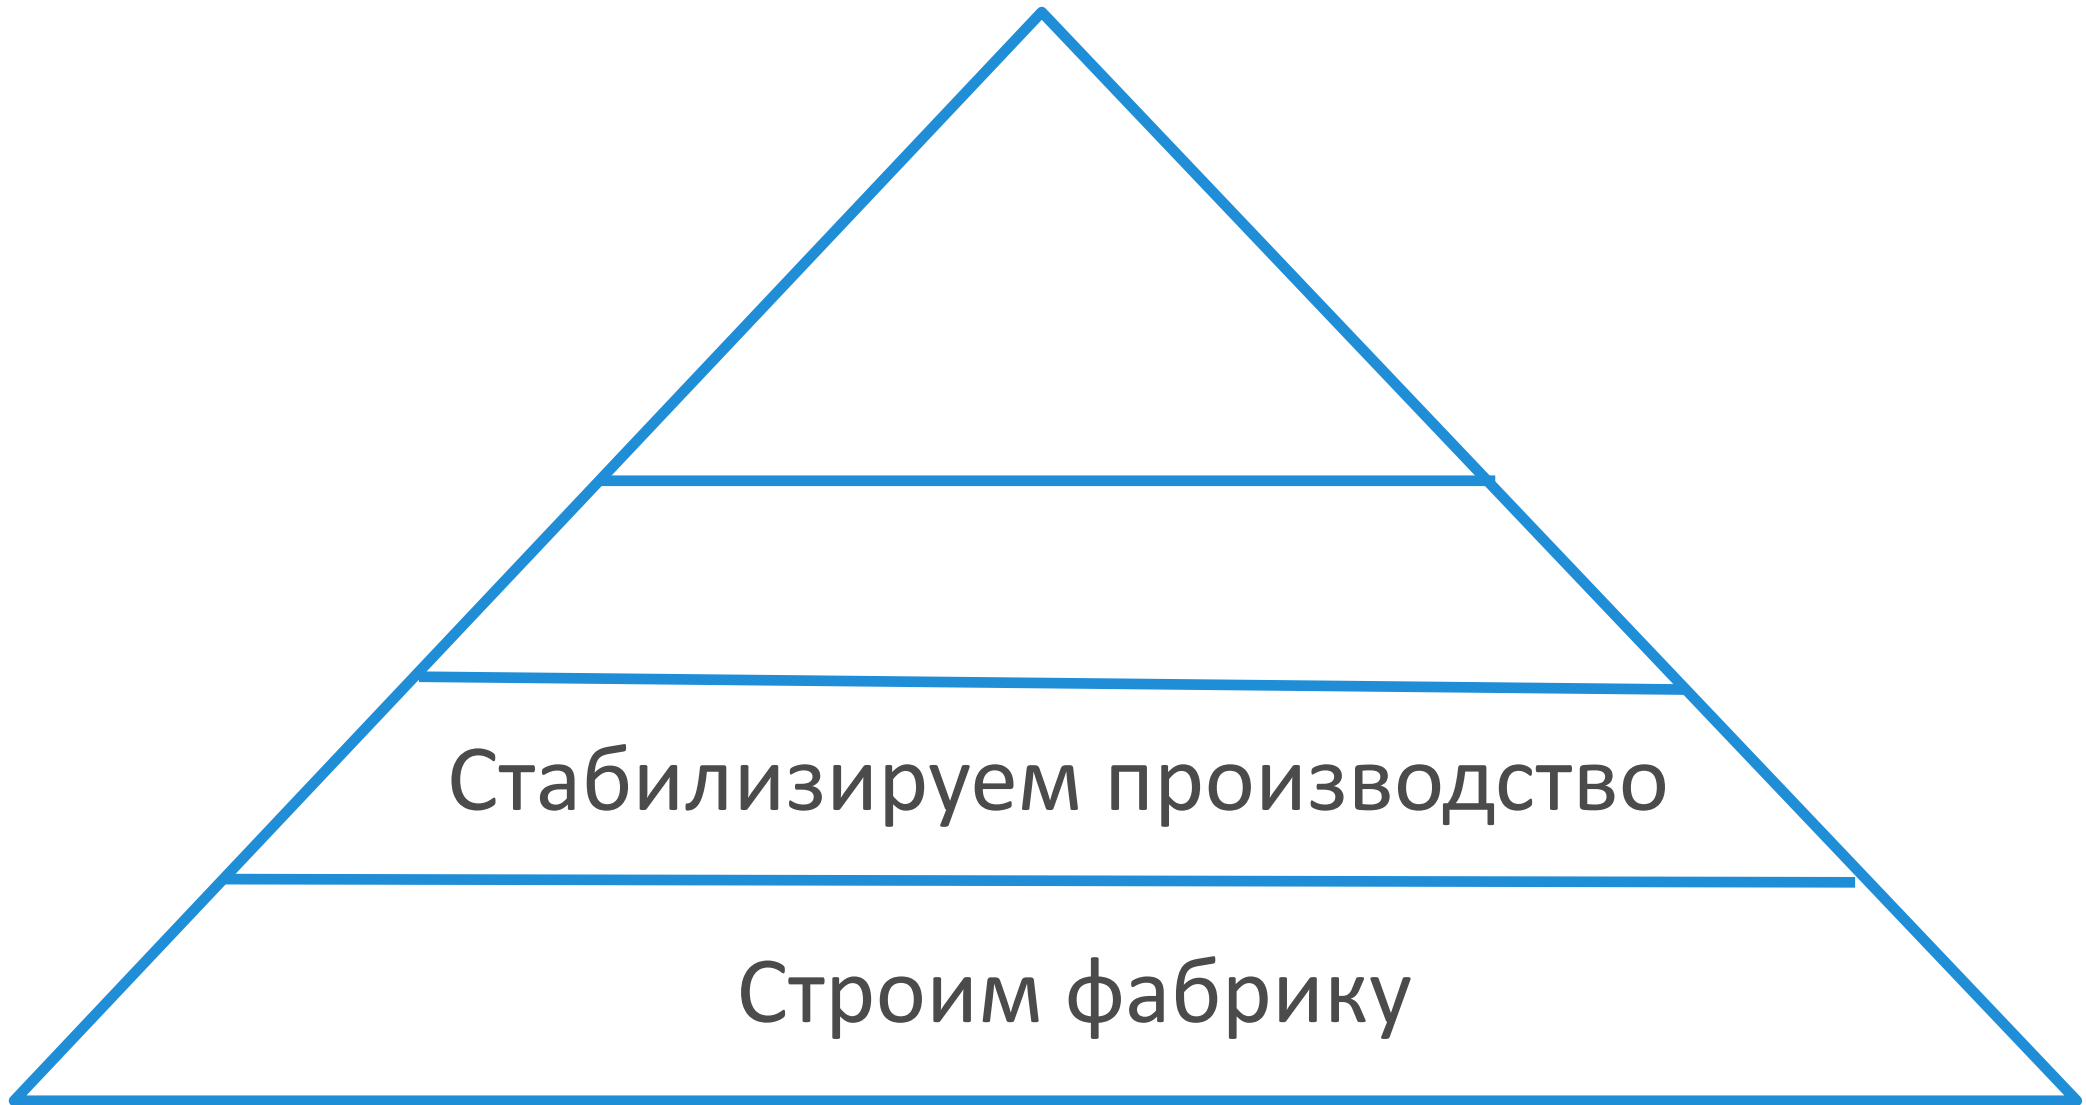 Стабилизируем производство
Строим фабрику